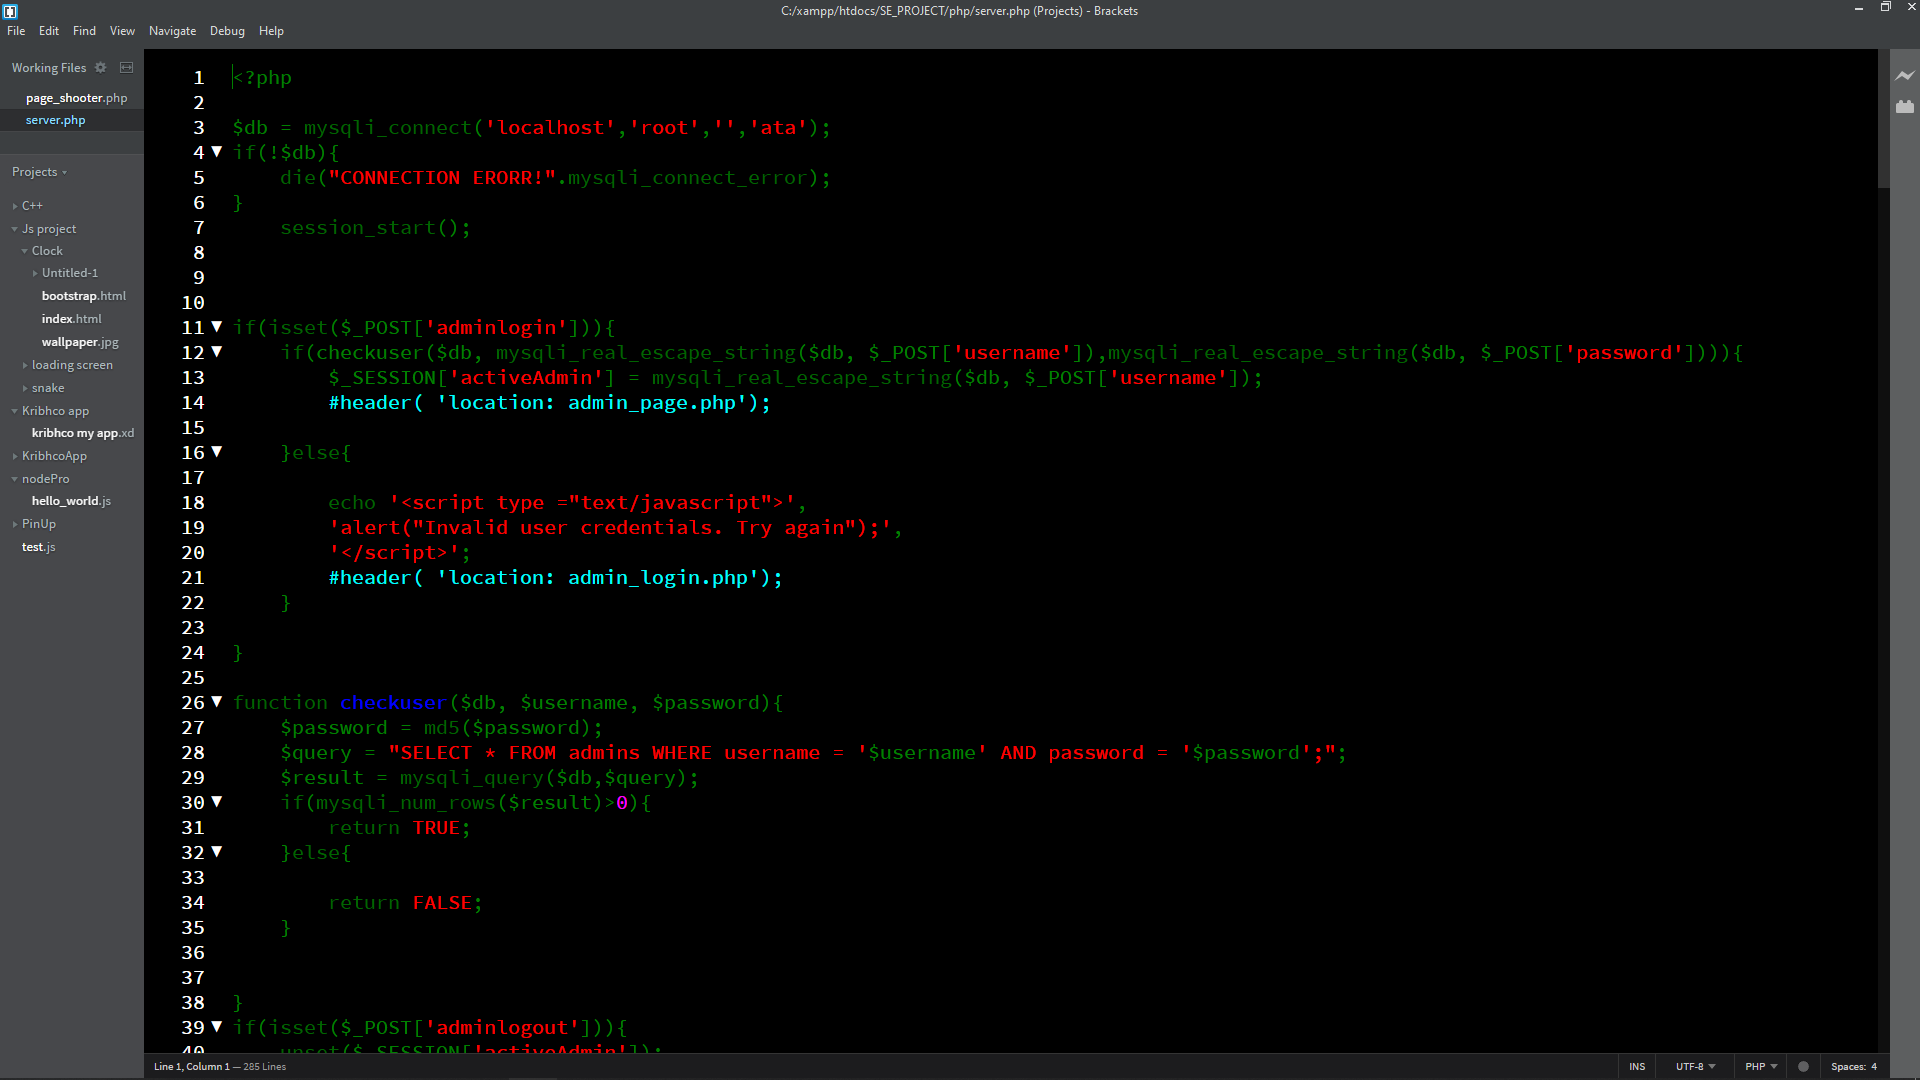 C:/xampp/htdocs/SE_PROJECT/php/server.php (Projects) - Brackets
File Edit Find View Navigate Debug Help
Working Files
page_shooter.php
server.php
Projects
C++
Js project
Clock
Untitled-1
bootstrap.html
index.html
wallpaper.jpg
loading screen
snake
Kribhco app
kribhco my app.xd
KribhcoApp
nodePro
hello_world.js
PinUp
test.js
1 <?php
2
3 $db = mysqli_connect('localhost','root','','ata');
4 if(!$db){
5     die("CONNECTION ERORR!".mysqli_connect_error);
6 }
7     session_start();
8
9
10
11 if(isset($_POST['adminlogin'])){
12     if(checkuser($db, mysqli_real_escape_string($db, $_POST['username']),mysqli_real_escape_string($db, $_POST['password']))){
13         $_SESSION['activeAdmin'] = mysqli_real_escape_string($db, $_POST['username']);
14         #header( 'location: admin_page.php');
15
16     }else{
17
18         echo '<script type ="text/javascript">',
19         'alert("Invalid user credentials. Try again");',
20         '</script>';
21         #header( 'location: admin_login.php');
22     }
23
24 }
25
26 function checkuser($db, $username, $password){
27     $password = md5($password);
28     $query = "SELECT * FROM admins WHERE username = '$username' AND password = '$password';";
29     $result = mysqli_query($db,$query);
30     if(mysqli_num_rows($result)>0){
31         return TRUE;
32     }else{
33
34         return FALSE;
35     }
36
37
38 }
39 if(isset($_POST['adminlogout'])){
40     unset($_SESSION['activeAdmin']);
Line 1, Column 1 — 285 Lines
INS UTF-8 PHP Spaces: 4